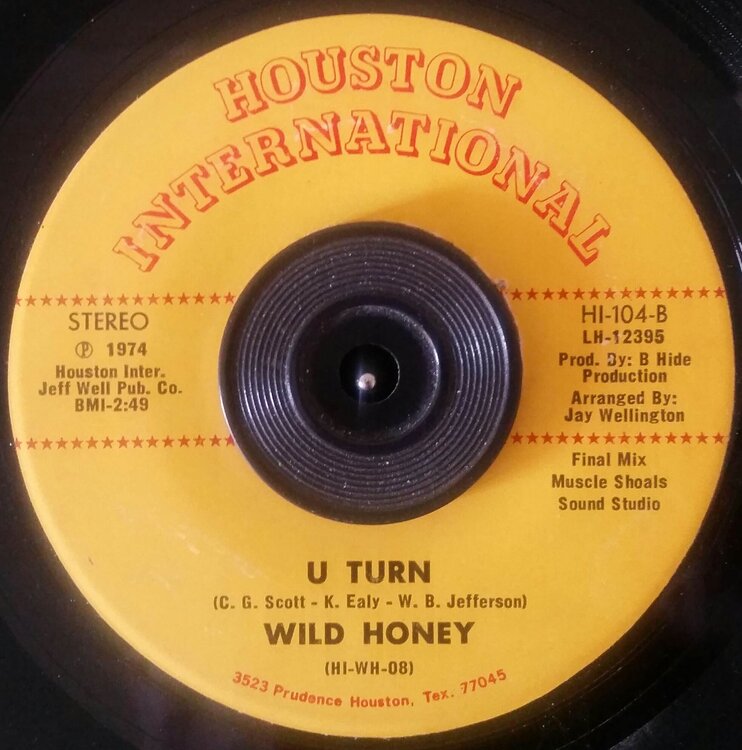 HOUSTON
INTERNATIONAL
STEREO
℗ 1974
Houston Inter.
Jeff Well Pub. Co.
BMI-2:49
HI-104-B
LH-12395
Prod. By: B Hide
Production
Arranged By:
Jay Wellington
Final Mix
Muscle Shoals
Sound Studio
U TURN
(C. G. Scott - K. Ealy - W. B. Jefferson)
WILD HONEY
(HI-WH-08)
3523 Prudence Houston, Tex. 77045